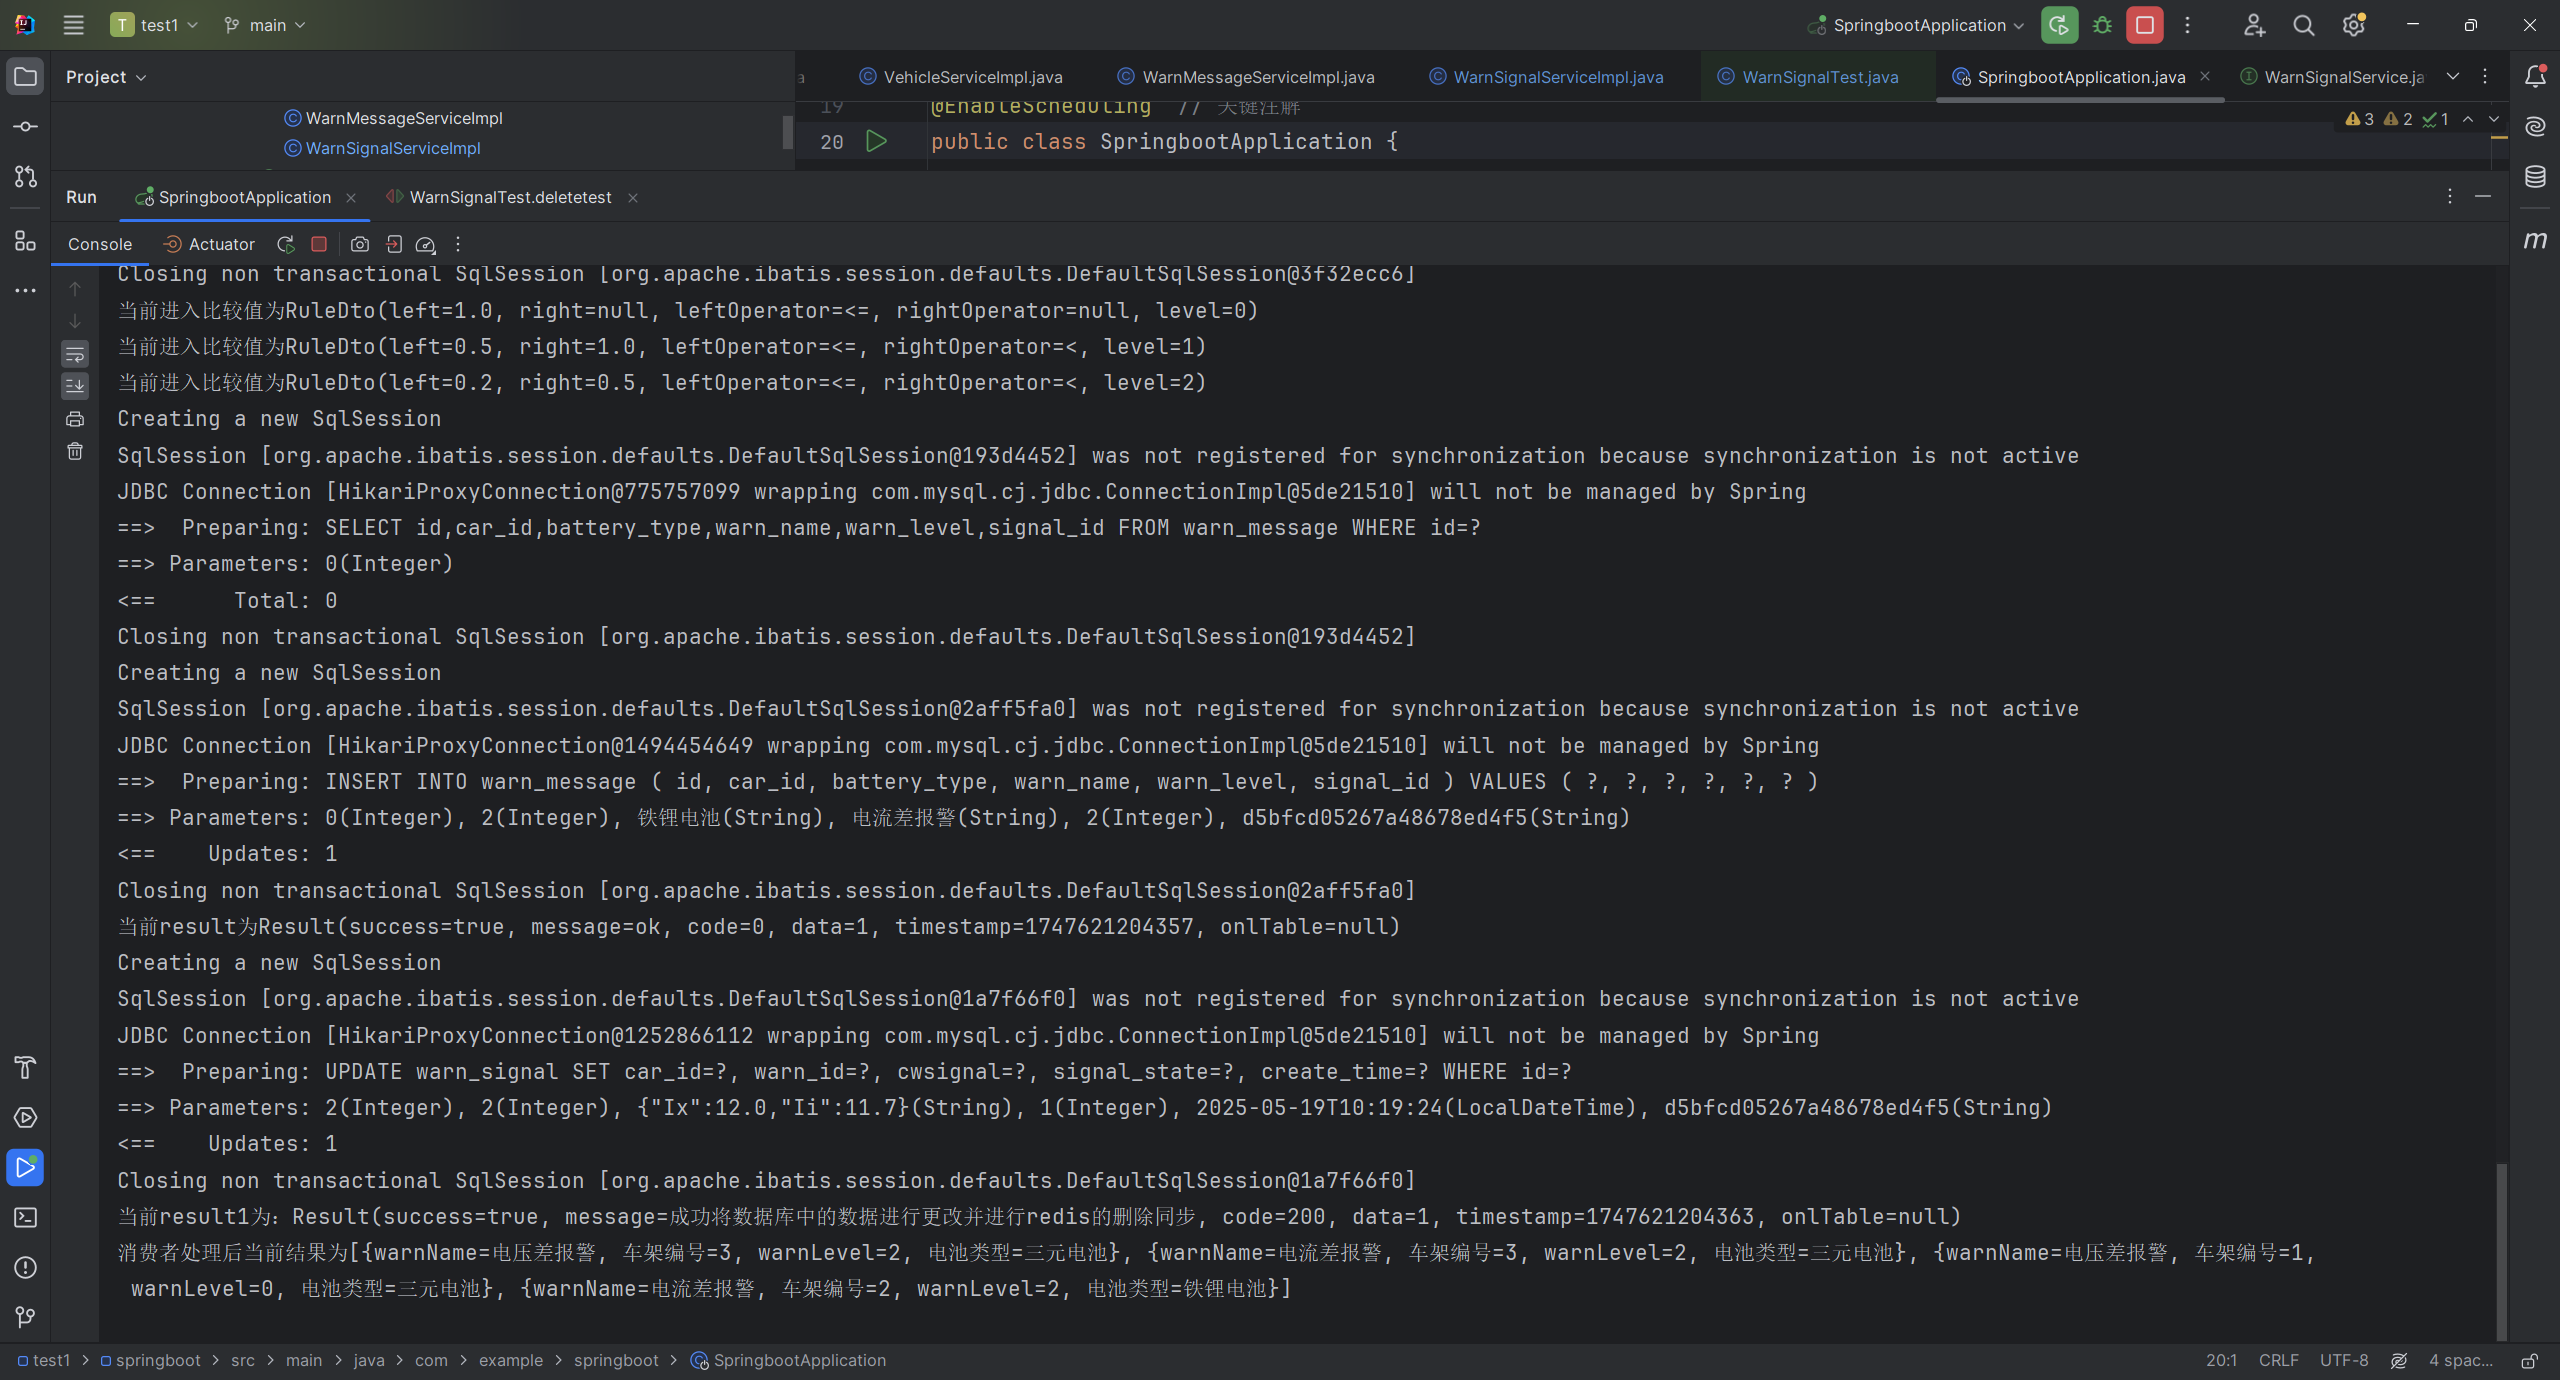 T test1 main SpringbootApplication
Project
VehicleServiceImpl.java WarnMessageServiceImpl.java WarnSignalServiceImpl.java WarnSignalTest.java SpringbootApplication.java WarnSignalService.ja
WarnMessageServiceImpl
WarnSignalServiceImpl
19 @EnableScheduling // 关键注解
20 public class SpringbootApplication {
3 2 1
Run SpringbootApplication WarnSignalTest.deletetest
Console Actuator
Closing non transactional SqlSession [org.apache.ibatis.session.defaults.DefaultSqlSession@3f32ecc6]
当前进入比较值为RuleDto(left=1.0, right=null, leftOperator=<=, rightOperator=null, level=0)
当前进入比较值为RuleDto(left=0.5, right=1.0, leftOperator=<=, rightOperator=<, level=1)
当前进入比较值为RuleDto(left=0.2, right=0.5, leftOperator=<=, rightOperator=<, level=2)
Creating a new SqlSession
SqlSession [org.apache.ibatis.session.defaults.DefaultSqlSession@193d4452] was not registered for synchronization because synchronization is not active
JDBC Connection [HikariProxyConnection@775757099 wrapping com.mysql.cj.jdbc.ConnectionImpl@5de21510] will not be managed by Spring
==>  Preparing: SELECT id,car_id,battery_type,warn_name,warn_level,signal_id FROM warn_message WHERE id=?
==> Parameters: 0(Integer)
<==      Total: 0
Closing non transactional SqlSession [org.apache.ibatis.session.defaults.DefaultSqlSession@193d4452]
Creating a new SqlSession
SqlSession [org.apache.ibatis.session.defaults.DefaultSqlSession@2aff5fa0] was not registered for synchronization because synchronization is not active
JDBC Connection [HikariProxyConnection@1494454649 wrapping com.mysql.cj.jdbc.ConnectionImpl@5de21510] will not be managed by Spring
==>  Preparing: INSERT INTO warn_message ( id, car_id, battery_type, warn_name, warn_level, signal_id ) VALUES ( ?, ?, ?, ?, ?, ? )
==> Parameters: 0(Integer), 2(Integer), 铁锂电池(String), 电流差报警(String), 2(Integer), d5bfcd05267a48678ed4f5(String)
<==    Updates: 1
Closing non transactional SqlSession [org.apache.ibatis.session.defaults.DefaultSqlSession@2aff5fa0]
当前result为Result(success=true, message=ok, code=0, data=1, timestamp=1747621204357, onlTable=null)
Creating a new SqlSession
SqlSession [org.apache.ibatis.session.defaults.DefaultSqlSession@1a7f66f0] was not registered for synchronization because synchronization is not active
JDBC Connection [HikariProxyConnection@1252866112 wrapping com.mysql.cj.jdbc.ConnectionImpl@5de21510] will not be managed by Spring
==>  Preparing: UPDATE warn_signal SET car_id=?, warn_id=?, cwsignal=?, signal_state=?, create_time=? WHERE id=?
==> Parameters: 2(Integer), 2(Integer), {"Ix":12.0,"Ii":11.7}(String), 1(Integer), 2025-05-19T10:19:24(LocalDateTime), d5bfcd05267a48678ed4f5(String)
<==    Updates: 1
Closing non transactional SqlSession [org.apache.ibatis.session.defaults.DefaultSqlSession@1a7f66f0]
当前result1为：Result(success=true, message=成功将数据库中的数据进行更改并进行redis的删除同步, code=200, data=1, timestamp=1747621204363, onlTable=null)
消费者处理后当前结果为[{warnName=电压差报警, 车架编号=3, warnLevel=2, 电池类型=三元电池}, {warnName=电流差报警, 车架编号=3, warnLevel=2, 电池类型=三元电池}, {warnName=电压差报警, 车架编号=1,
warnLevel=0, 电池类型=三元电池}, {warnName=电流差报警, 车架编号=2, warnLevel=2, 电池类型=铁锂电池}]
test1 > springboot > src > main > java > com > example > springboot > SpringbootApplication 20:1 CRLF UTF-8 4 spac...